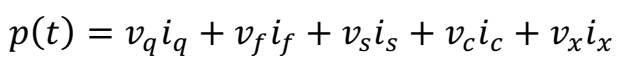 p(t) = v_q i_q + v_f i_f + v_s i_s + v_c i_c + v_x i_x